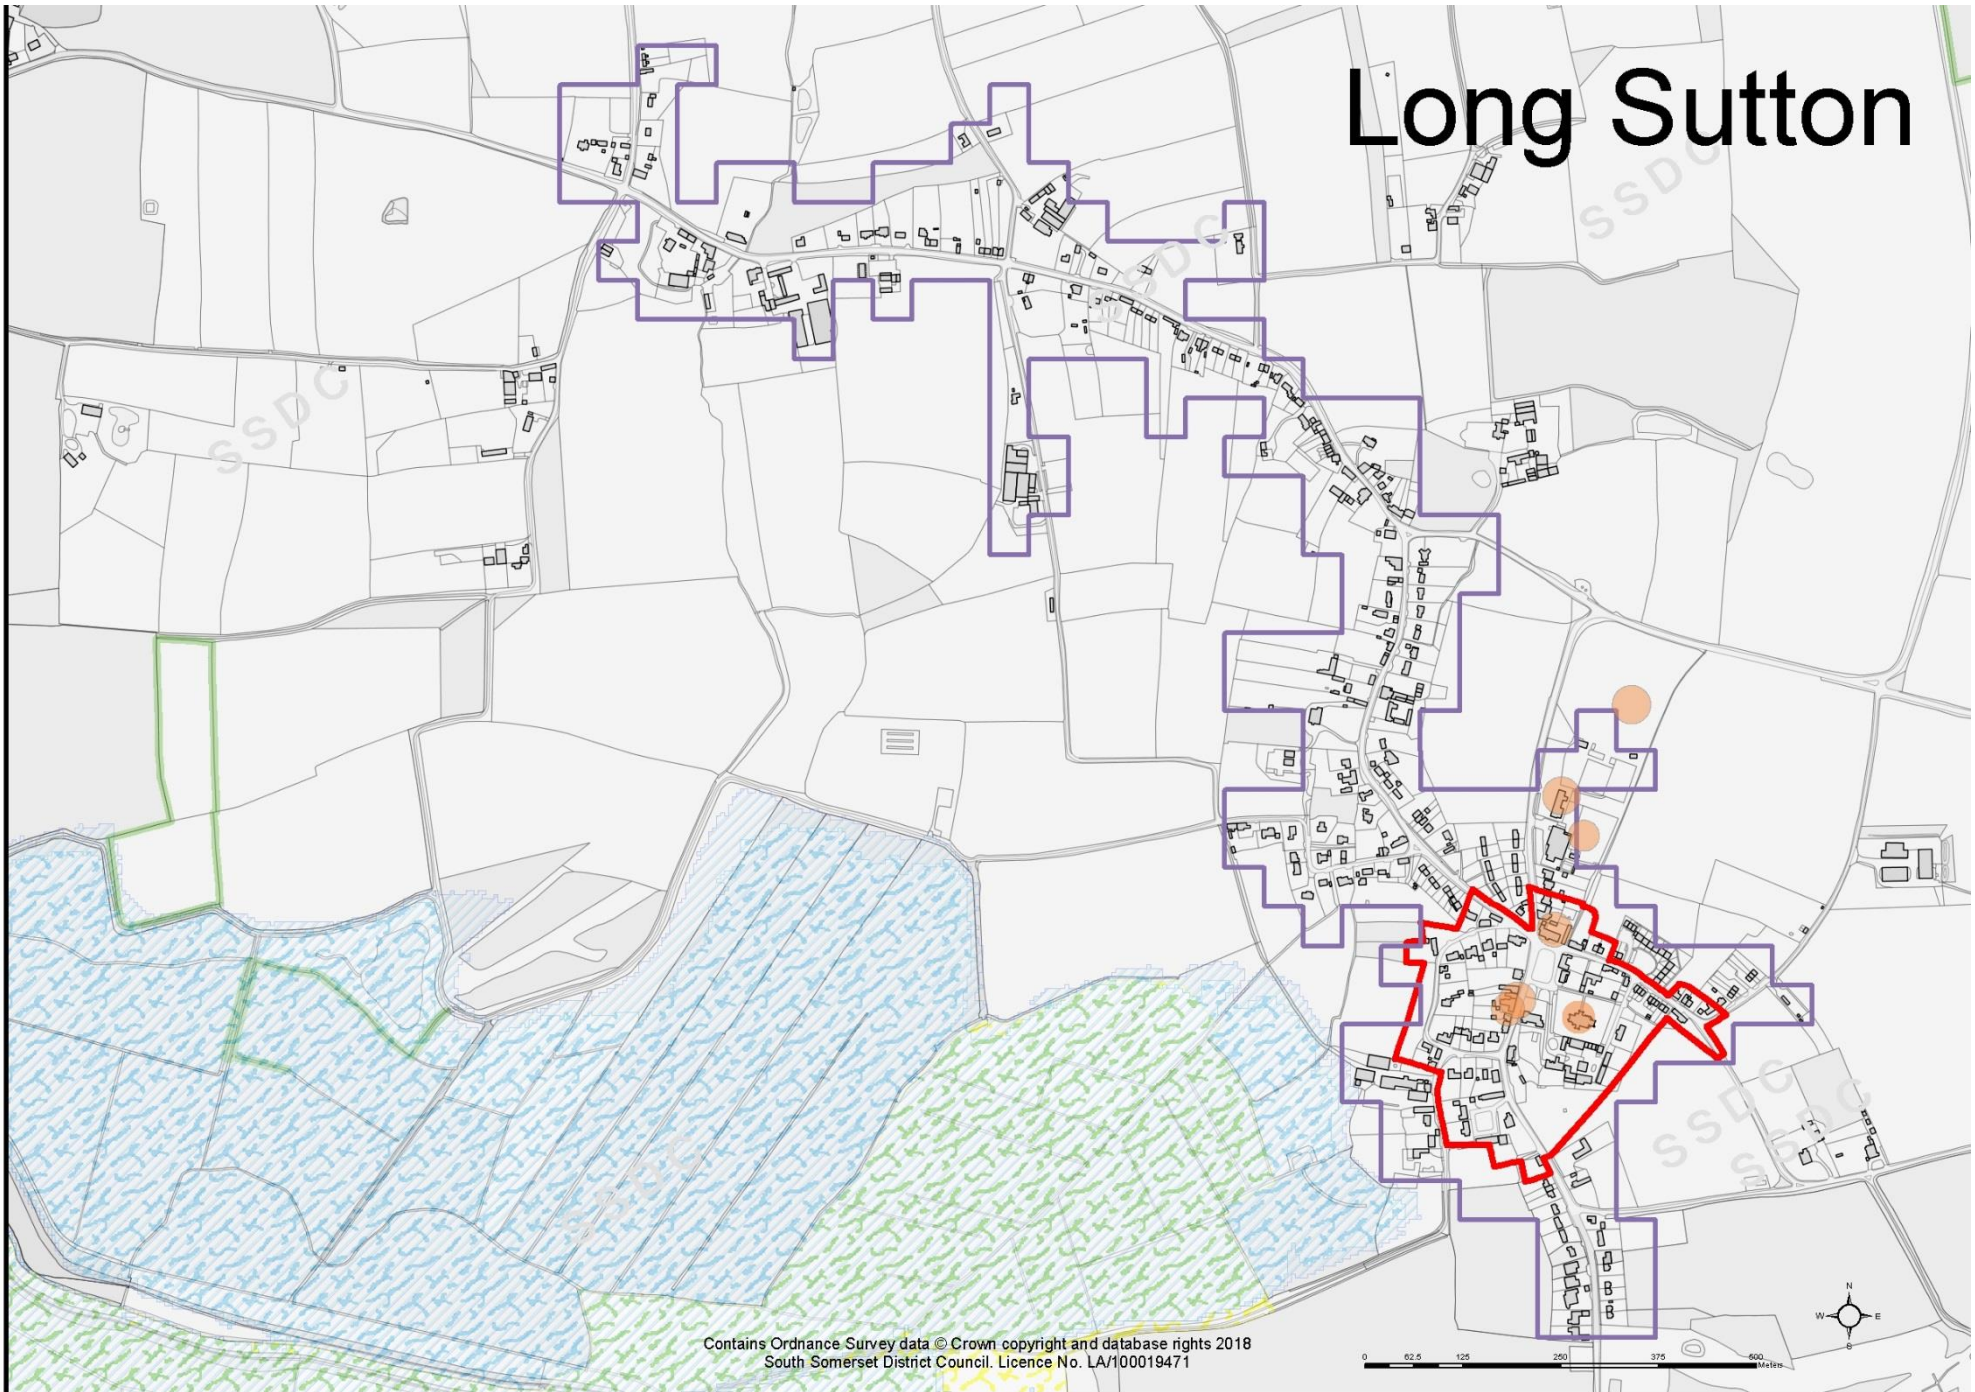 Long Sutton
SSDC
SSDC
SSDC
SSDC
SSDC
SSDC
N
W E
S
Contains Ordnance Survey data © Crown copyright and database rights 2018
South Somerset District Council. Licence No. LA/100019471
0 62.5 125 250 375 500
Meters